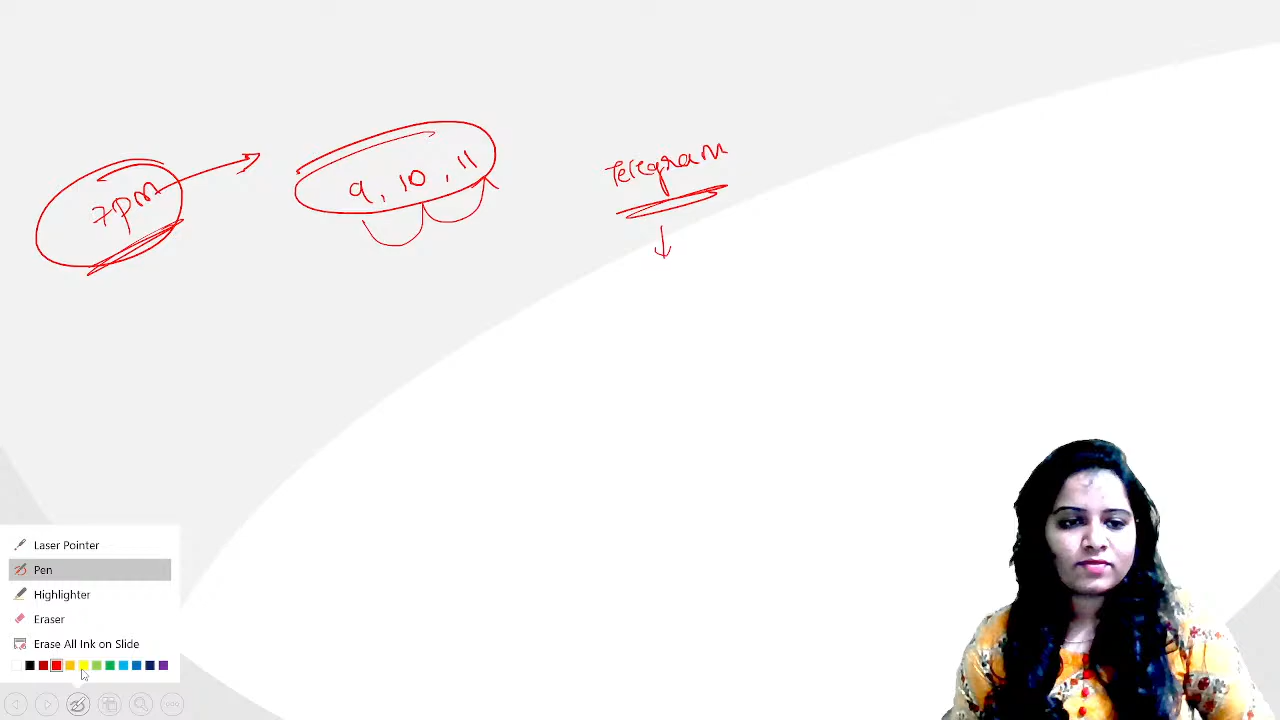 7pm
9, 10, 11
Telegram
Laser Pointer
Pen
Highlighter
Eraser
Erase All Ink on Slide